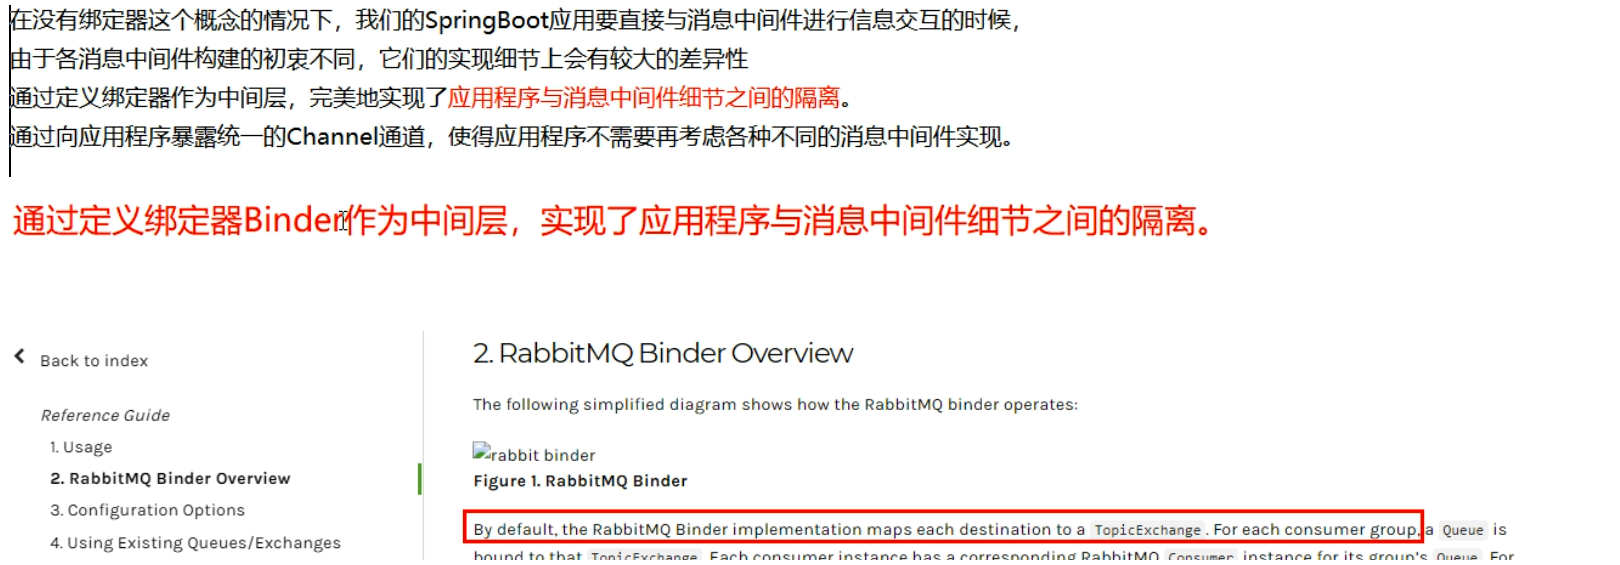 在没有绑定器这个概念的情况下，我们的SpringBoot应用要直接与消息中间件进行信息交互的时候，
由于各消息中间件构建的初衷不同，它们的实现细节上会有较大的差异性
通过定义绑定器作为中间层，完美地实现了应用程序与消息中间件细节之间的隔离。
通过向应用程序暴露统一的Channel通道，使得应用程序不需要再考虑各种不同的消息中间件实现。
通过定义绑定器Binder作为中间层，实现了应用程序与消息中间件细节之间的隔离。
Back to index
Reference Guide
1. Usage
2. RabbitMQ Binder Overview
3. Configuration Options
4. Using Existing Queues/Exchanges
2. RabbitMQ Binder Overview
The following simplified diagram shows how the RabbitMQ binder operates:
rabbit binder
Figure 1. RabbitMQ Binder
By default, the RabbitMQ Binder implementation maps each destination to a TopicExchange. For each consumer group, a Queue is
bound to that TopicExchange. Each consumer instance has a corresponding RabbitMQ Consumer instance for its group's Queue. For